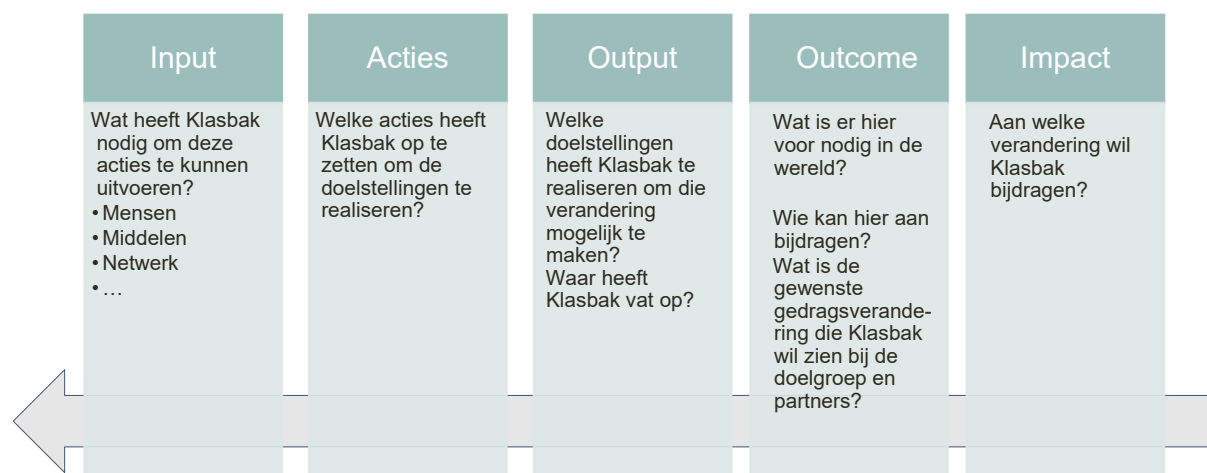 Input
Wat heeft Klasbak
nodig om deze
acties te kunnen
uitvoeren?
• Mensen
• Middelen
• Netwerk
• …
Acties
Welke acties heeft
Klasbak op te
zetten om de
doelstellingen te
realiseren?
Output
Welke
doelstellingen
heeft Klasbak te
realiseren om die
verandering
mogelijk te
maken?
Waar heeft
Klasbak vat op?
Outcome
Wat is er hier
voor nodig in de
wereld?
Wie kan hier aan
bijdragen?
Wat is de
gewenste
gedragsverande-
ring die Klasbak
wil zien bij de
doelgroep en
partners?
Impact
Aan welke
verandering wil
Klasbak
bijdragen?